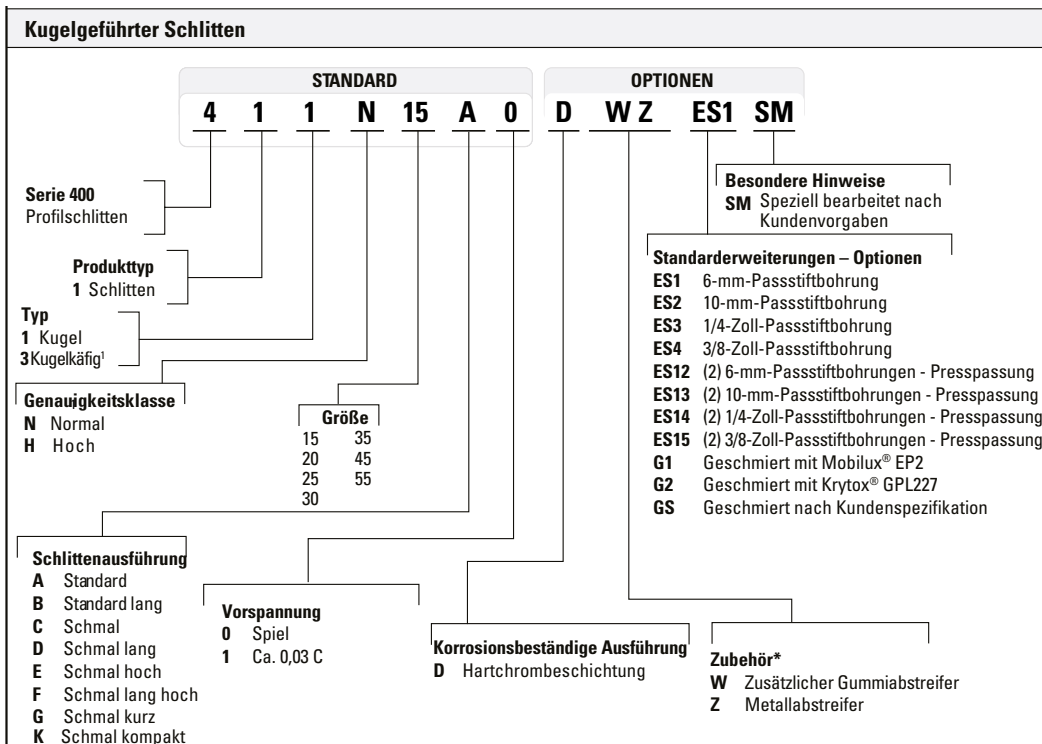 Kugelgeführter Schlitten
STANDARD
OPTIONEN
4 1 1 N 15 A 0 D W Z ES1 SM
Serie 400
Profilschlitten
Produkttyp
1 Schlitten
Typ
1 Kugel
3 Kugelkäfig¹
Genauigkeitsklasse
N Normal
H Hoch
Größe
15 35
20 45
25 55
30
Besondere Hinweise
SM Speziell bearbeitet nach
Kundenvorgaben
Standarderweiterungen – Optionen
ES1 6-mm-Passstiftbohrung
ES2 10-mm-Passstiftbohrung
ES3 1/4-Zoll-Passstiftbohrung
ES4 3/8-Zoll-Passstiftbohrung
ES12 (2) 6-mm-Passstiftbohrungen - Presspassung
ES13 (2) 10-mm-Passstiftbohrungen - Presspassung
ES14 (2) 1/4-Zoll-Passstiftbohrungen - Presspassung
ES15 (2) 3/8-Zoll-Passstiftbohrungen - Presspassung
G1 Geschmiert mit Mobilux® EP2
G2 Geschmiert mit Krytox® GPL227
GS Geschmiert nach Kundenspezifikation
Schlittenausführung
A Standard
B Standard lang
C Schmal
D Schmal lang
E Schmal hoch
F Schmal lang hoch
G Schmal kurz
K Schmal kompakt
Vorspannung
0 Spiel
1 Ca. 0,03 C
Korrosionsbeständige Ausführung
D Hartchrombeschichtung
Zubehör*
W Zusätzlicher Gummiabstreifer
Z Metallabstreifer